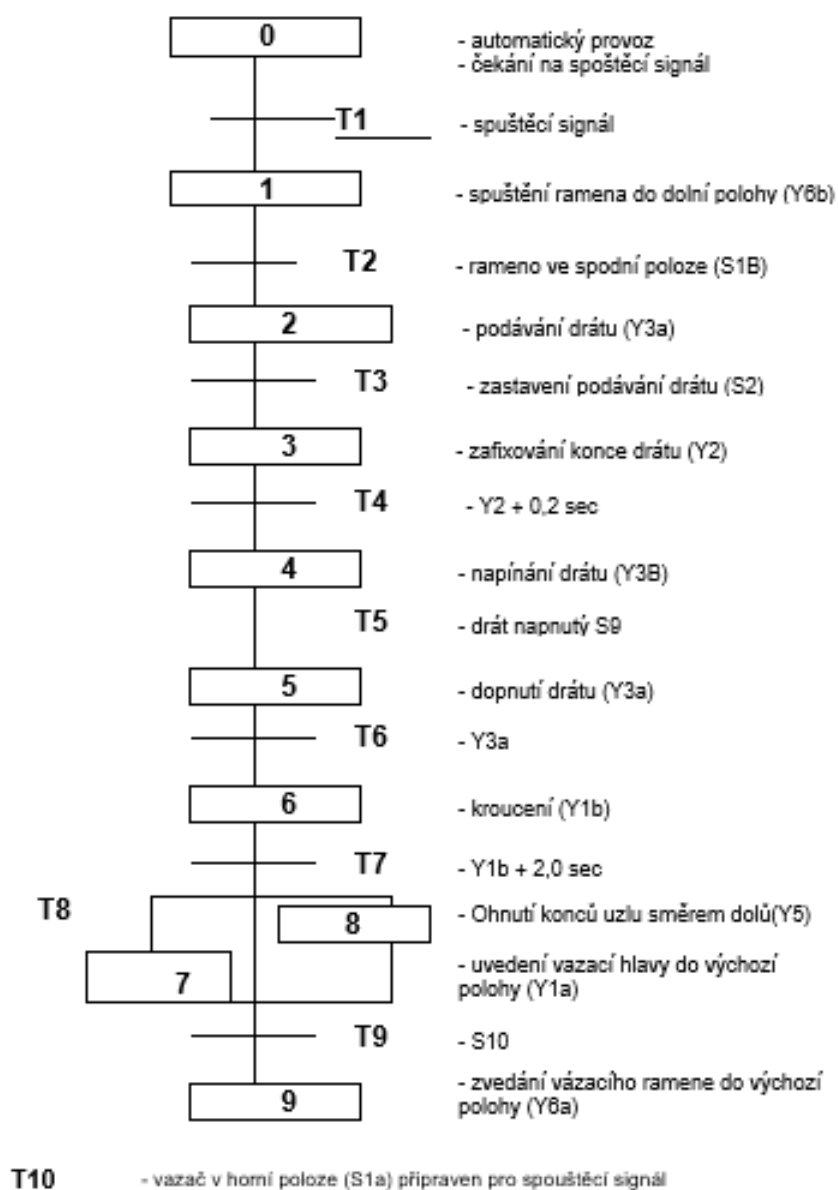 0
- automatický provoz
- čekání na spoštěcí signál
T1
- spuštěcí signál
1
- spuštění ramena do dolní polohy (Y6b)
T2
- rameno ve spodní poloze (S1B)
2
- podávání drátu (Y3a)
T3
- zastavení podávání drátu (S2)
3
- zafixování konce drátu (Y2)
T4
- Y2 + 0,2 sec
4
- napínání drátu (Y3B)
T5
- drát napnutý S9
5
- dopnutí drátu (Y3a)
T6
- Y3a
6
- kroucení (Y1b)
T7
- Y1b + 2,0 sec
T8
8
- Ohnutí konců uzlu směrem dolů(Y5)
7
- uvedení vazací hlavy do výchozí
polohy (Y1a)
T9
- S10
9
- zvedání vázacího ramene do výchozí
polohy (Y6a)
T10
- vazač v horní poloze (S1a) připraven pro spouštěcí signál